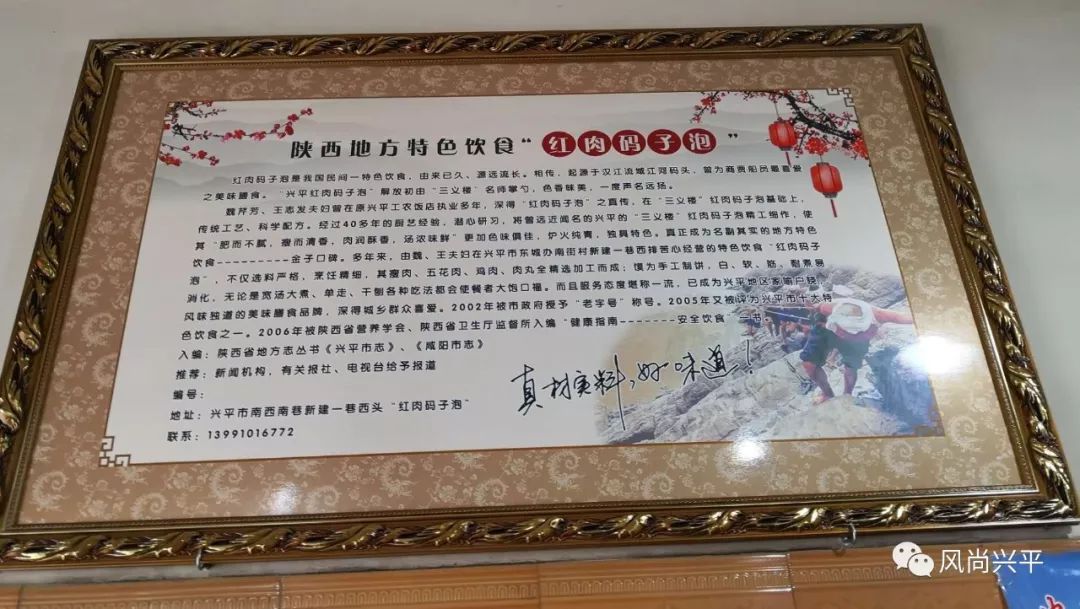 陕西地方特色饮食“红肉码子泡”
红肉码子泡是我国民间一特色饮食，由来已久、源远流长。相传，起源于汉江流域江河码头，曾为商贾船员最喜爱
之美味膳食。“兴平红肉码子泡”解放初由“三义楼”名师掌勺，色香味美，一度声名远扬。
魏芹芳、王志发夫妇曾在原兴平工农饭店执业多年，深得“红肉码子泡”之真传，在“三义楼”红肉码子泡基础上，
传统工艺、科学配方。经过40多年的厨艺经验，潜心研习，将曾远近闻名的兴平的“三义楼”红肉码子泡精工细作，使
其“肥而不腻，瘦而清香，肉润酥香，汤浓味鲜”更加色味俱佳，炉火纯青，独具特色。真正成为名副其实的地方特色
饮食----------金子口碑。多年来，由魏、王夫妇在兴平市东城办南街村新建一巷西排苦心经营的特色饮食“红肉码子
泡”，不仅选料严格，烹饪精细，其瘦肉、五花肉、鸡肉、肉丸全精选加工而成；馍为手工制饼，白、软、筋、耐煮易
消化，无论是宽汤大煮、单走、干刨各种吃法都会使餐者大饱口福。而且服务态度堪称一流，已成为兴平地区家喻户晓，
风味独道的美味膳食品牌，深得城乡群众喜爱。2002年被市政府授予“老字号”称号。2005年又被评为兴平市十大特
色饮食之一。2006年被陕西省营养学会、陕西省卫生厅监督所入编“健康指南--------安全饮食”一书。
入编：陕西省地方志丛书《兴平市志》、《咸阳市志》
推荐：新闻机构，有关报社、电视台给予报道
编号：
地址：兴平市南西南巷新建一巷西头“红肉码子泡”
联系：13991016772
真材实料，好味道！
风尚兴平